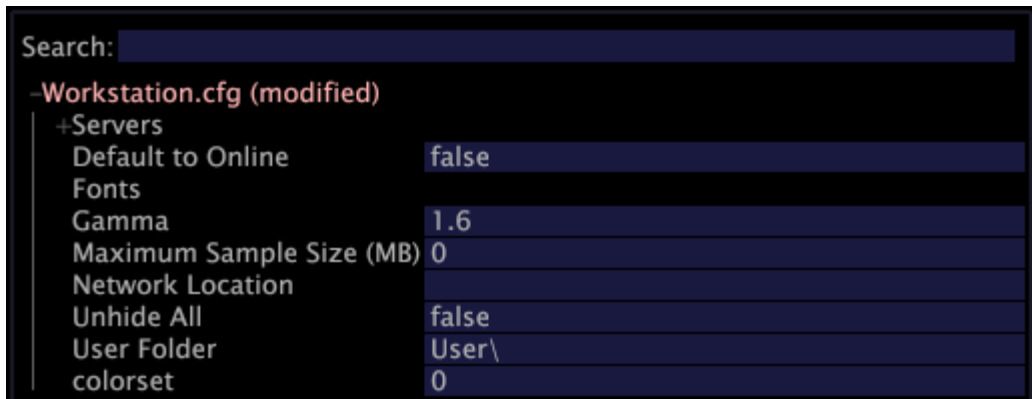 Search:
-Workstation.cfg (modified)
+Servers
Default to Online false
Fonts
Gamma 1.6
Maximum Sample Size (MB) 0
Network Location
Unhide All false
User Folder User\
colorset 0